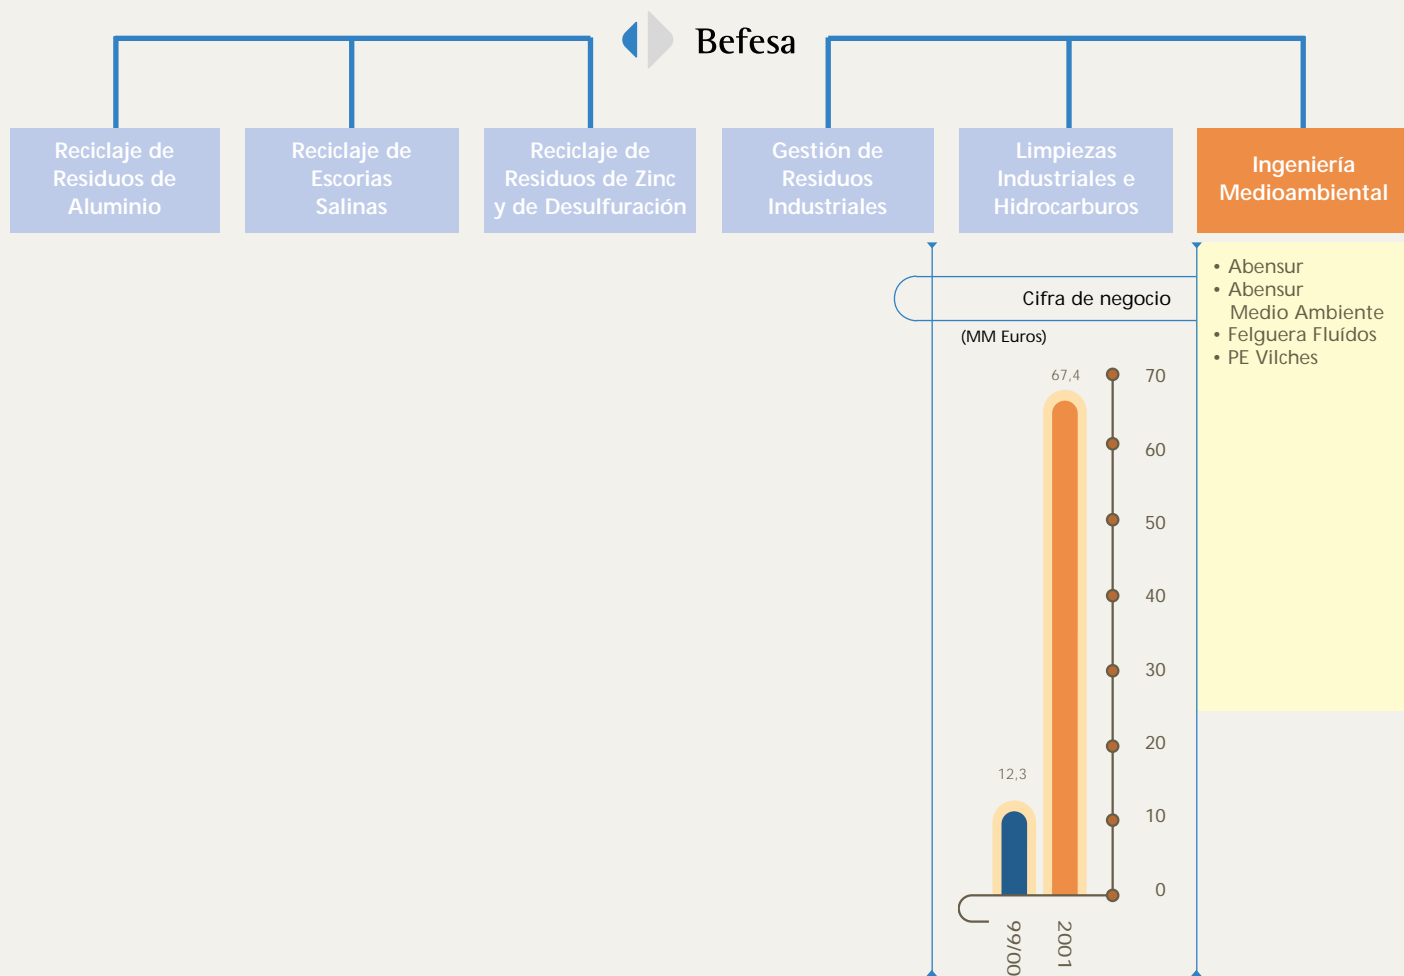 Befesa
Reciclaje de
Residuos de
Aluminio
Reciclaje de
Escorias
Salinas
Reciclaje de
Residuos de Zinc
y de Desulfuración
Gestión de
Residuos
Industriales
Limpiezas
Industriales e
Hidrocarburos
Ingeniería
Medioambiental
• Abensur
• Abensur
Medio Ambiente
• Felguera Fluídos
• PE Vilches
Cifra de negocio
(MM Euros)
67,4
12,3
70
60
50
40
30
20
10
0
99/00
2001